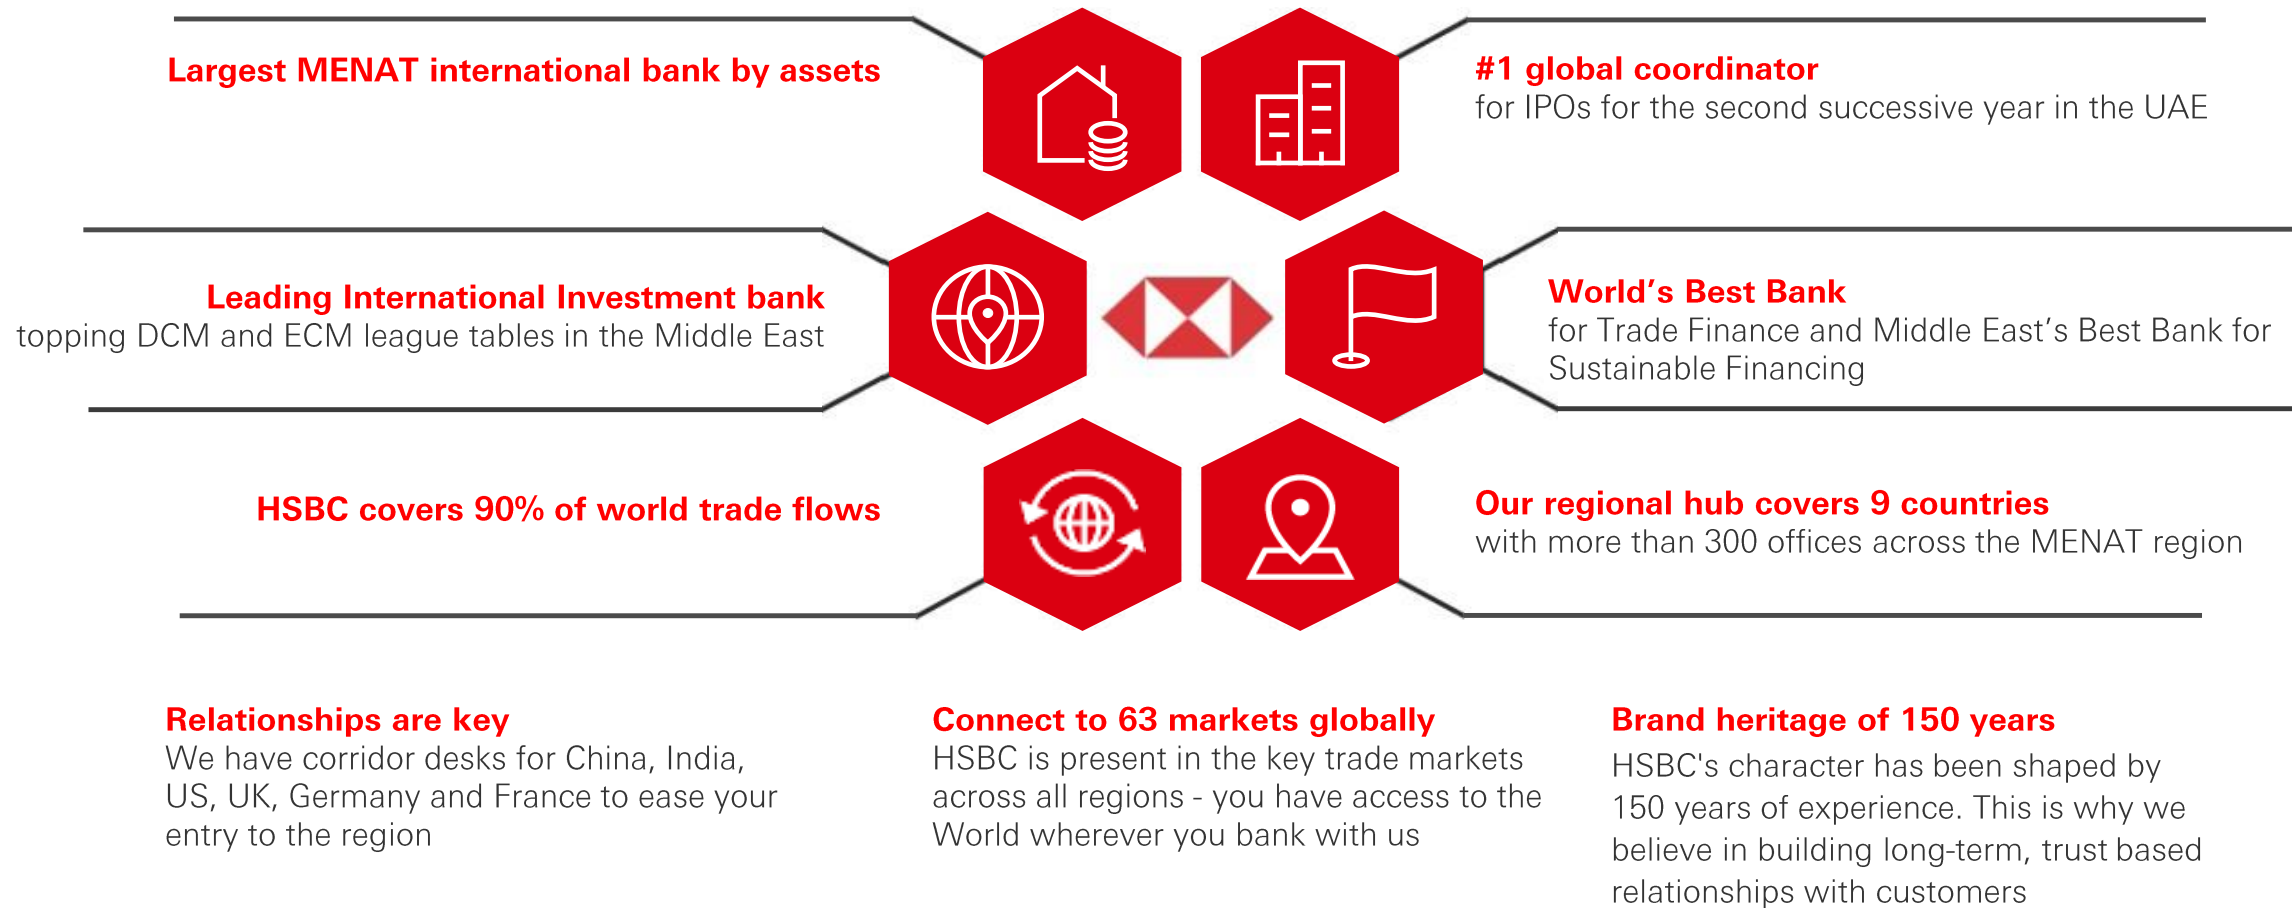 Largest MENAT international bank by assets
#1 global coordinator
for IPOs for the second successive year in the UAE
Leading International Investment bank
topping DCM and ECM league tables in the Middle East
World’s Best Bank
for Trade Finance and Middle East’s Best Bank for
Sustainable Financing
HSBC covers 90% of world trade flows
Our regional hub covers 9 countries
with more than 300 offices across the MENAT region
Relationships are key
We have corridor desks for China, India,
US, UK, Germany and France to ease your
entry to the region
Connect to 63 markets globally
HSBC is present in the key trade markets
across all regions - you have access to the
World wherever you bank with us
Brand heritage of 150 years
HSBC's character has been shaped by
150 years of experience. This is why we
believe in building long-term, trust based
relationships with customers